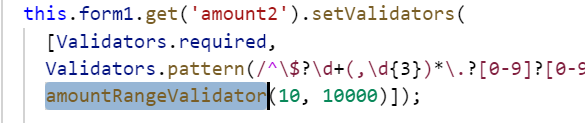 this.form1.get('amount2').setValidators(
[Validators.required,
Validators.pattern(/^\$?\d+(,\d{3})*\.?[0-9]?[0-9
amountRangeValidator(10, 10000)]);